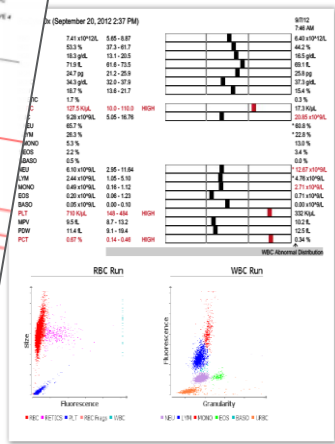 0x (September 20, 2012 2:37 PM) 9/7/12
7:46 AM
7.41 x10^12/L 5.65 - 8.87 6.40 x10^12/L
53.3 % 37.3 - 61.7 44.2 %
18.3 g/dL 13.1 - 20.5 16.5 g/dL
71.9 fL 61.6 - 73.5 69.1 fL
24.7 pg 21.2 - 25.9 25.8 pg
34.3 g/dL 32.0 - 37.9 37.3 g/dL
18.7 % 13.6 - 21.7 15.4 %
TIC 1.7 % 0.3 %
C 127.5 K/µL 10.0 - 110.0 HIGH 17.3 K/µL
C 9.28 x10^9/L 5.05 - 16.76 20.85 x10^9/L
EU 65.7 % * 60.8 %
YM 26.3 % * 22.8 %
MONO 5.3 % 13.0 %
EOS 2.2 % 3.4 %
BASO 0.5 % 0.0 %
NEU 6.10 x10^9/L 2.95 - 11.64 * 12.67 x10^9/L
LYM 2.44 x10^9/L 1.05 - 5.10 * 4.76 x10^9/L
MONO 0.49 x10^9/L 0.16 - 1.12 2.71 x10^9/L
EOS 0.20 x10^9/L 0.06 - 1.23 0.71 x10^9/L
BASO 0.05 x10^9/L 0.00 - 0.10 0.00 x10^9/L
PLT 710 K/µL 148 - 484 HIGH 332 K/µL
MPV 9.5 fL 8.7 - 13.2 10.2 fL
PDW 11.4 fL 9.1 - 19.4 12.5 fL
PCT 0.67 % 0.14 - 0.46 HIGH 0.34 %
WBC Abnormal Distribution
RBC Run WBC Run
Size
Fluorescence
Fluorescence
Granularity
RBC RETICS PLT RBC Frags WBC
NEU LYM MONO EOS BASO URBC